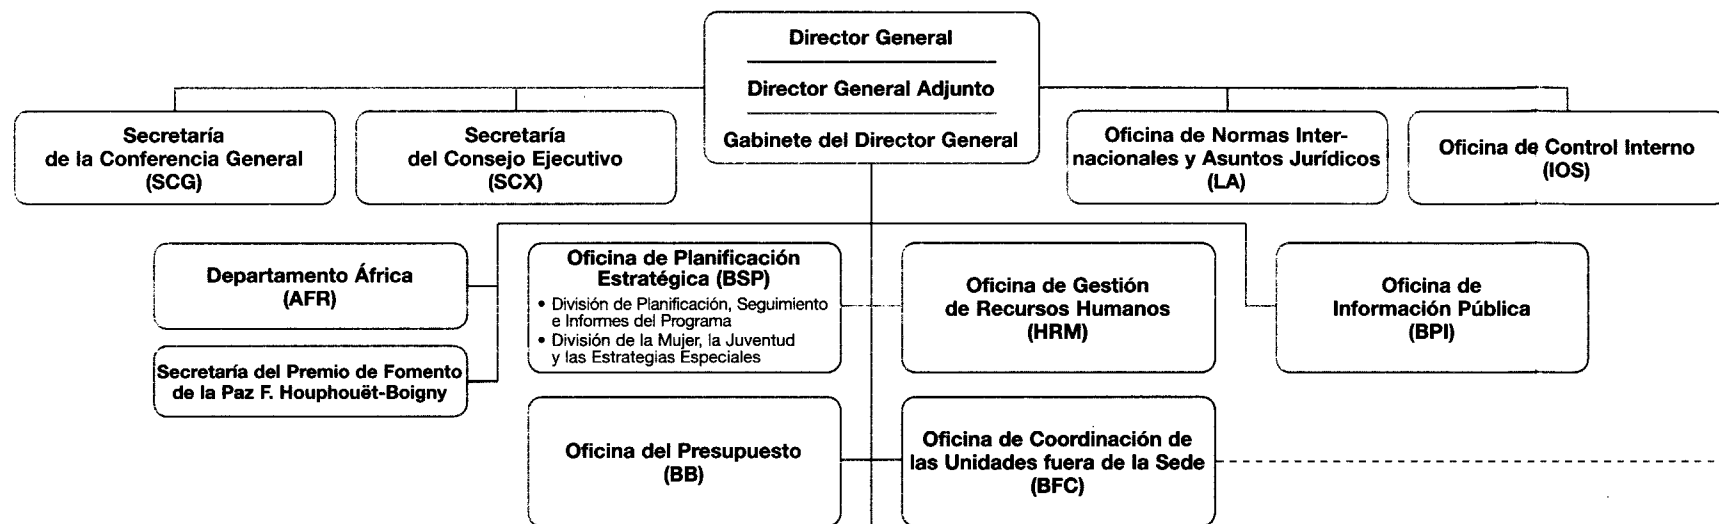 Director General
Director General Adjunto
Gabinete del Director General
Secretaría
de la Conferencia General
(SCG)
Secretaría
del Consejo Ejecutivo
(SCX)
Oficina de Normas Inter-
nacionales y Asuntos Jurídicos
(LA)
Oficina de Control Interno
(IOS)
Departamento África
(AFR)
Oficina de Planificación
Estratégica (BSP)
• División de Planificación, Seguimiento
e Informes del Programa
• División de la Mujer, la Juventud
y las Estrategias Especiales
Oficina de Gestión
de Recursos Humanos
(HRM)
Oficina de
Información Pública
(BPI)
Secretaría del Premio de Fomento
de la Paz F. Houphouët-Boigny
Oficina del Presupuesto
(BB)
Oficina de Coordinación de
las Unidades fuera de la Sede
(BFC)